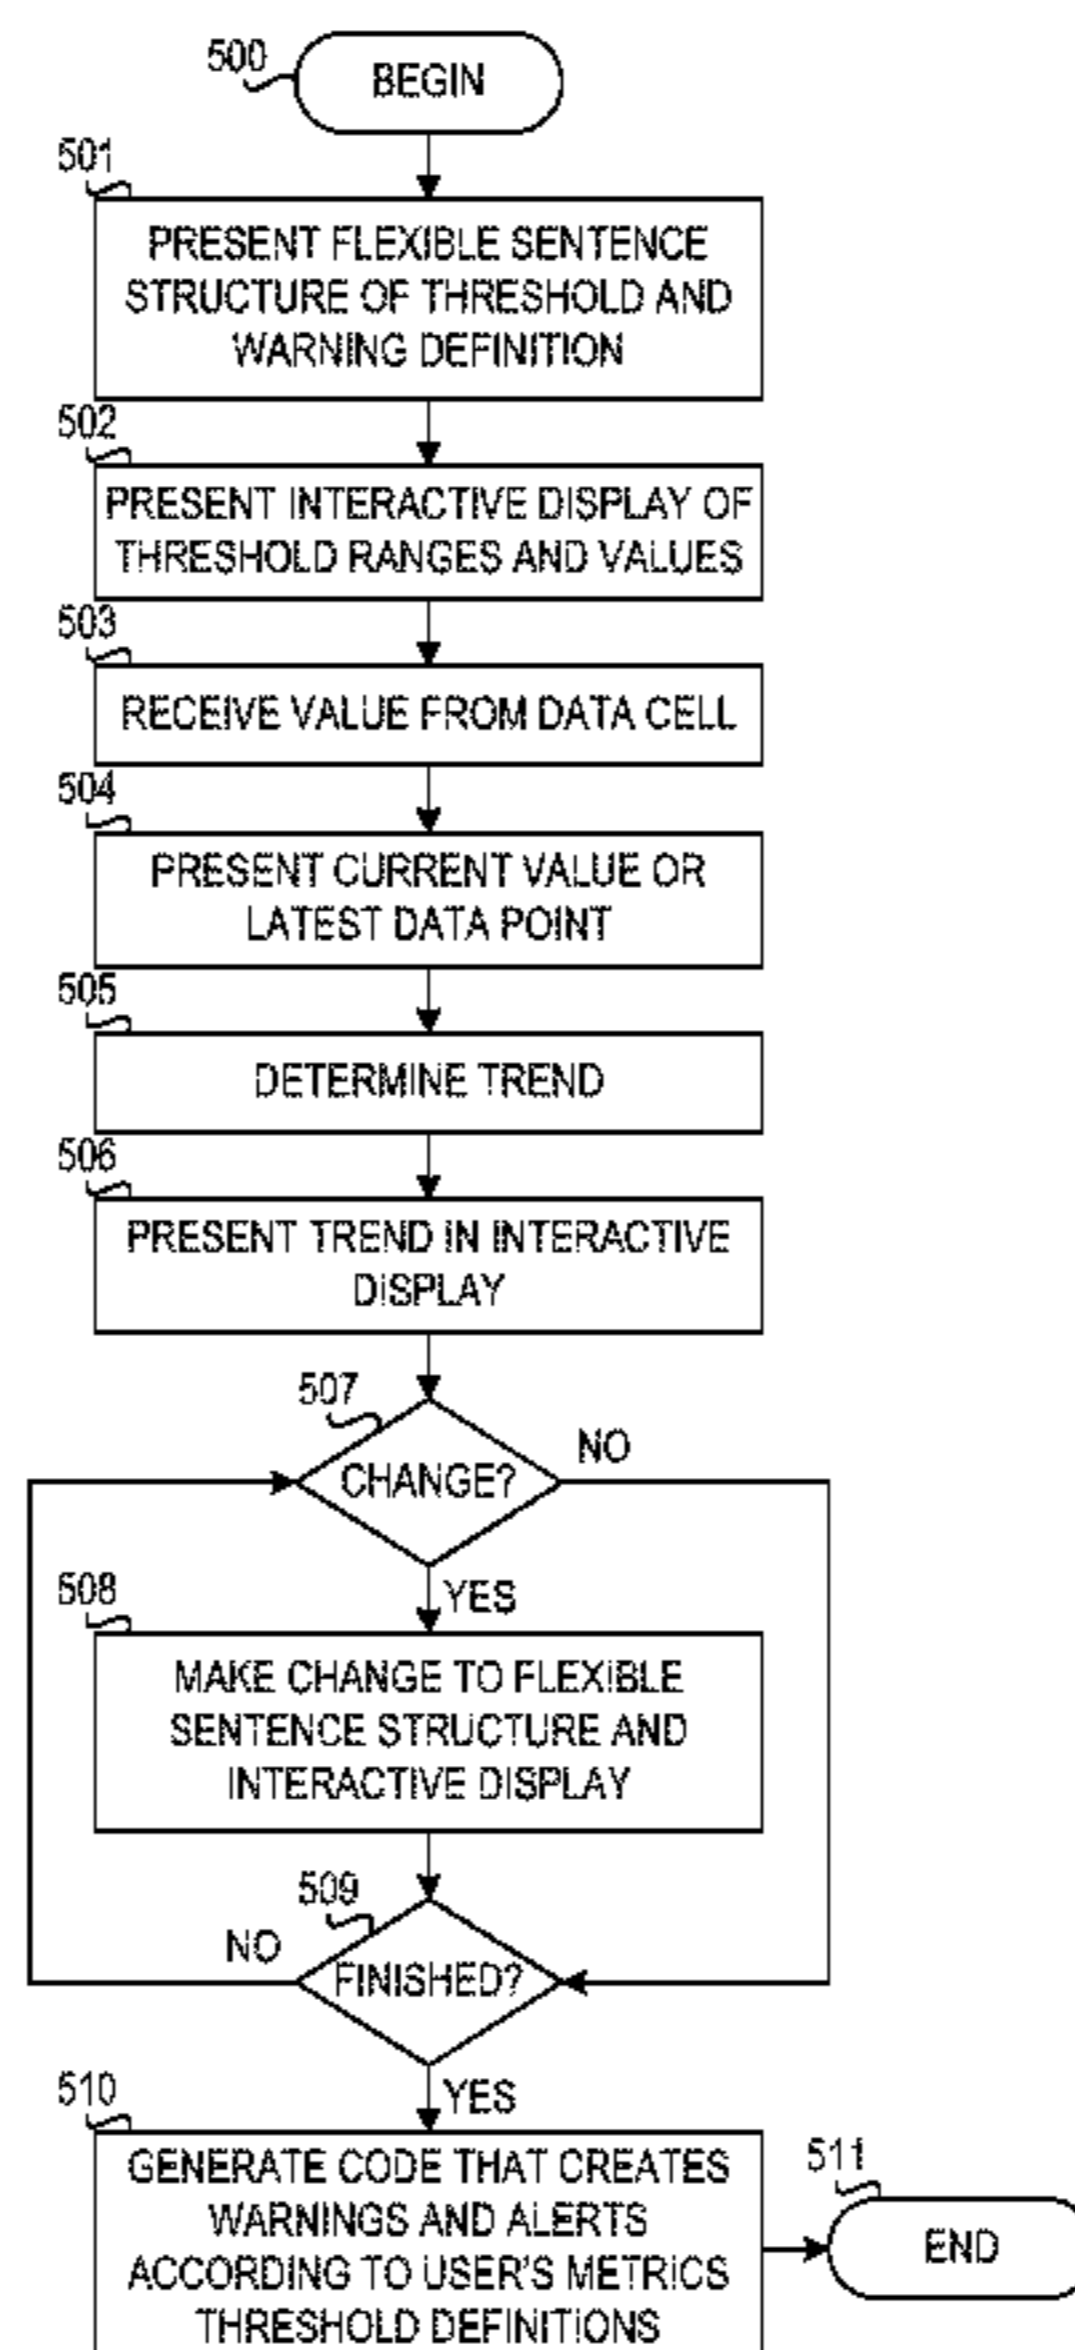 500
BEGIN
501
PRESENT FLEXIBLE SENTENCE
STRUCTURE OF THRESHOLD AND
WARNING DEFINITION
502
PRESENT INTERACTIVE DISPLAY OF
THRESHOLD RANGES AND VALUES
503
RECEIVE VALUE FROM DATA CELL
504
PRESENT CURRENT VALUE OR
LATEST DATA POINT
505
DETERMINE TREND
506
PRESENT TREND IN INTERACTIVE
DISPLAY
507
CHANGE?
NO
YES
508
MAKE CHANGE TO FLEXIBLE
SENTENCE STRUCTURE AND
INTERACTIVE DISPLAY
509
NO
FINISHED?
YES
510
GENERATE CODE THAT CREATES
WARNINGS AND ALERTS
ACCORDING TO USER'S METRICS
THRESHOLD DEFINITIONS
511
END